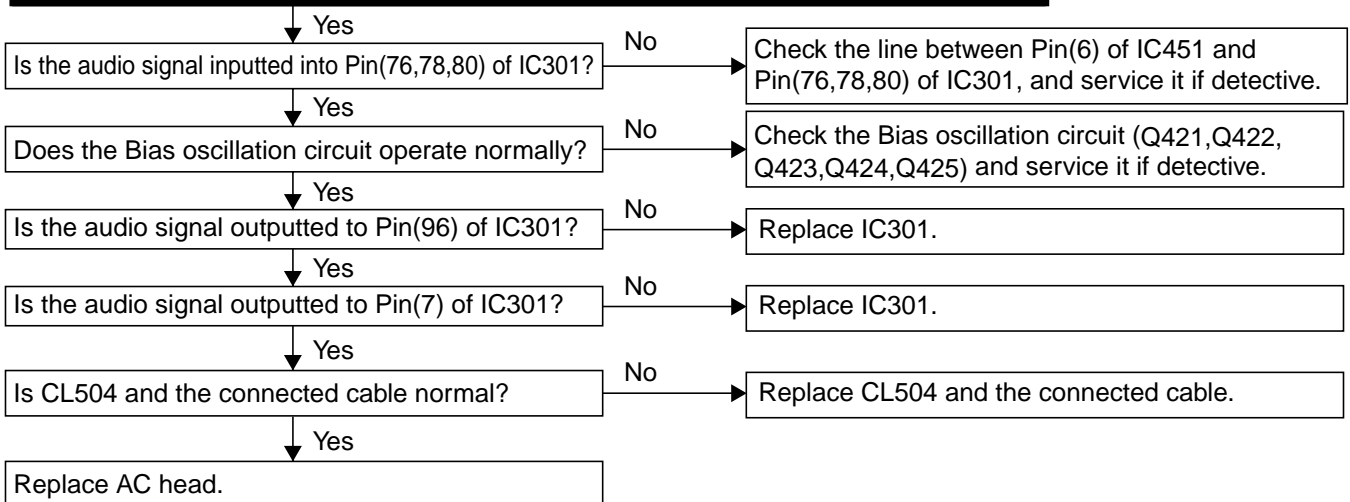 Yes
Is the audio signal inputted into Pin(76,78,80) of IC301?
No
Check the line between Pin(6) of IC451 and
Pin(76,78,80) of IC301, and service it if detective.
Yes
Does the Bias oscillation circuit operate normally?
No
Check the Bias oscillation circuit (Q421,Q422,
Q423,Q424,Q425) and service it if detective.
Yes
Is the audio signal outputted to Pin(96) of IC301?
No
Replace IC301.
Yes
Is the audio signal outputted to Pin(7) of IC301?
No
Replace IC301.
Yes
Is CL504 and the connected cable normal?
No
Replace CL504 and the connected cable.
Yes
Replace AC head.